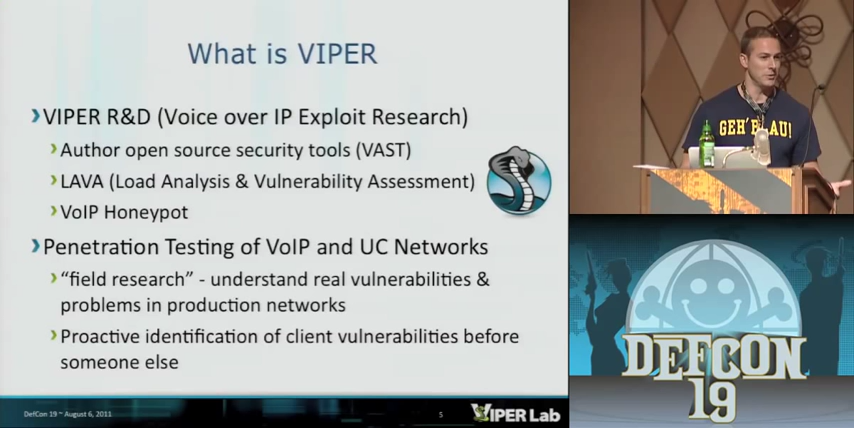 What is VIPER
VIPER R&D (Voice over IP Exploit Research)
Author open source security tools (VAST)
LAVA (Load Analysis & Vulnerability Assessment)
VoIP Honeypot
Penetration Testing of VoIP and UC Networks
“field research” - understand real vulnerabilities &
problems in production networks
Proactive identification of client vulnerabilities before
someone else
DefCon 19 ~ August 6, 2011
5
VIPER Lab
GEH' BLAU!
DEFCON
19